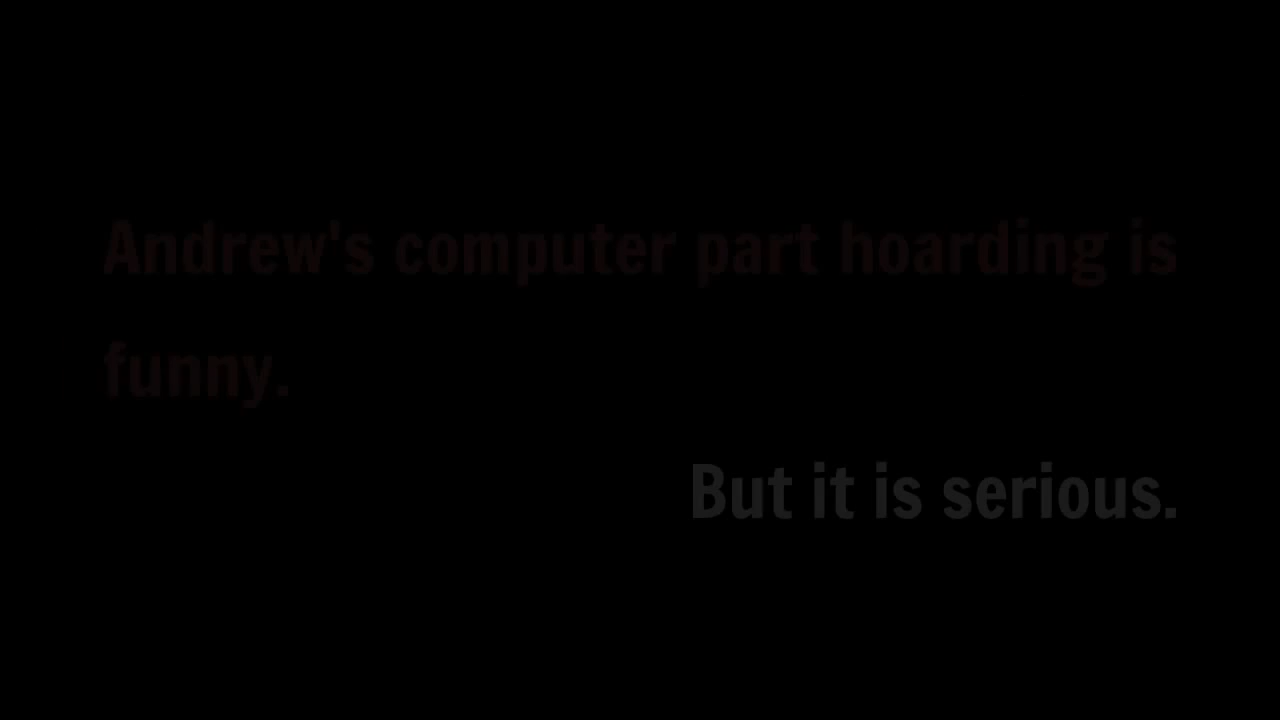 Andrew's computer part hoarding is
funny.
But it is serious.